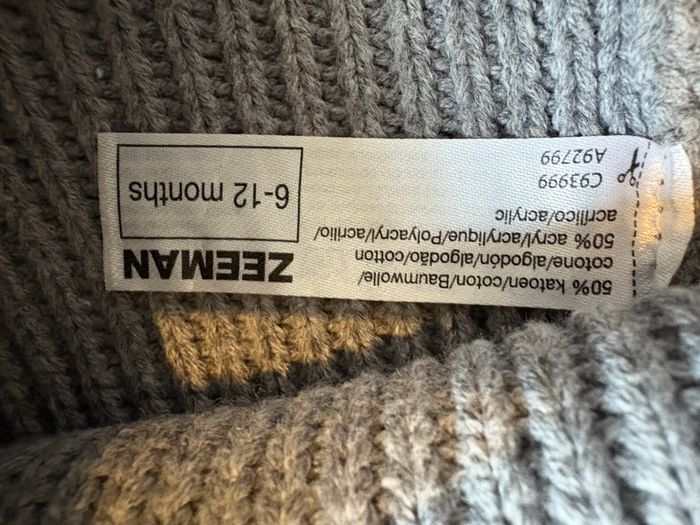 50% katoen/coton/Baumwolle/
cotone/algodón/algodão/cotton
50% acryl/acrylique/Polyacryl/acrilio/
acrilico/acrylic
C93999
A92799
ZEEMAN
6-12 months